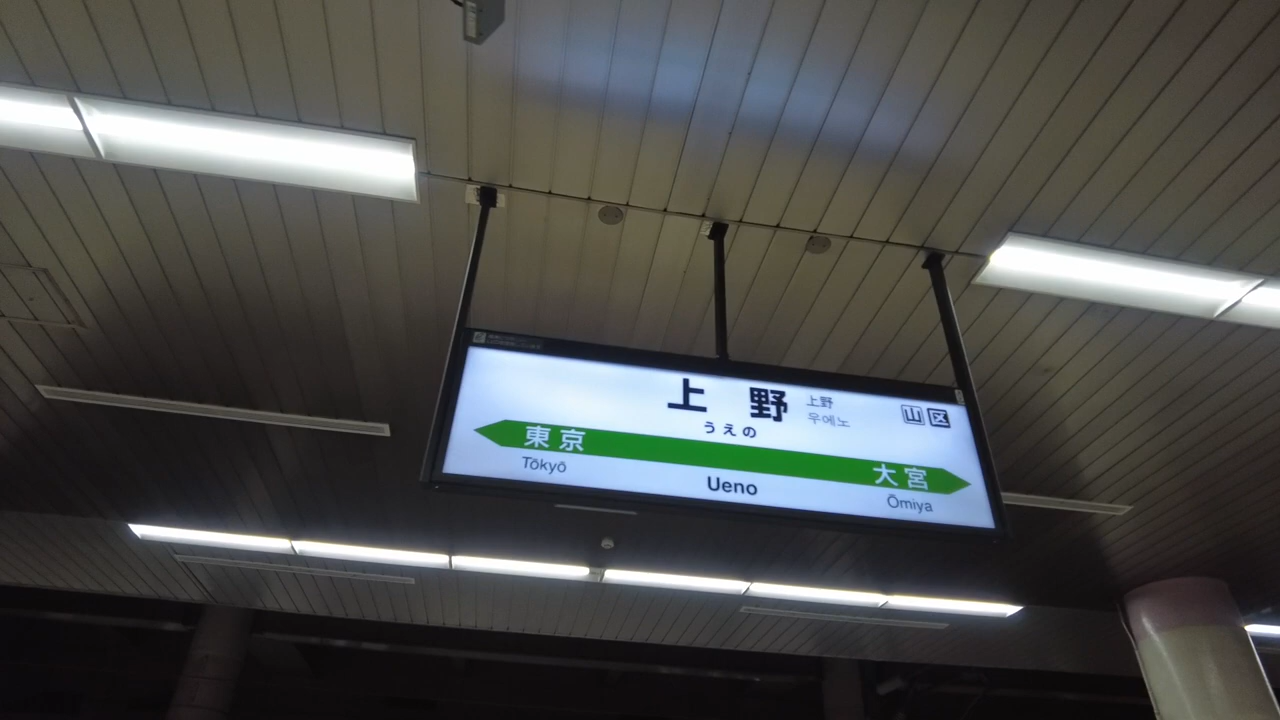 上野
上野
우에노
山 区
うえの
東京
大宮
Tōkyō
Ueno
Ōmiya